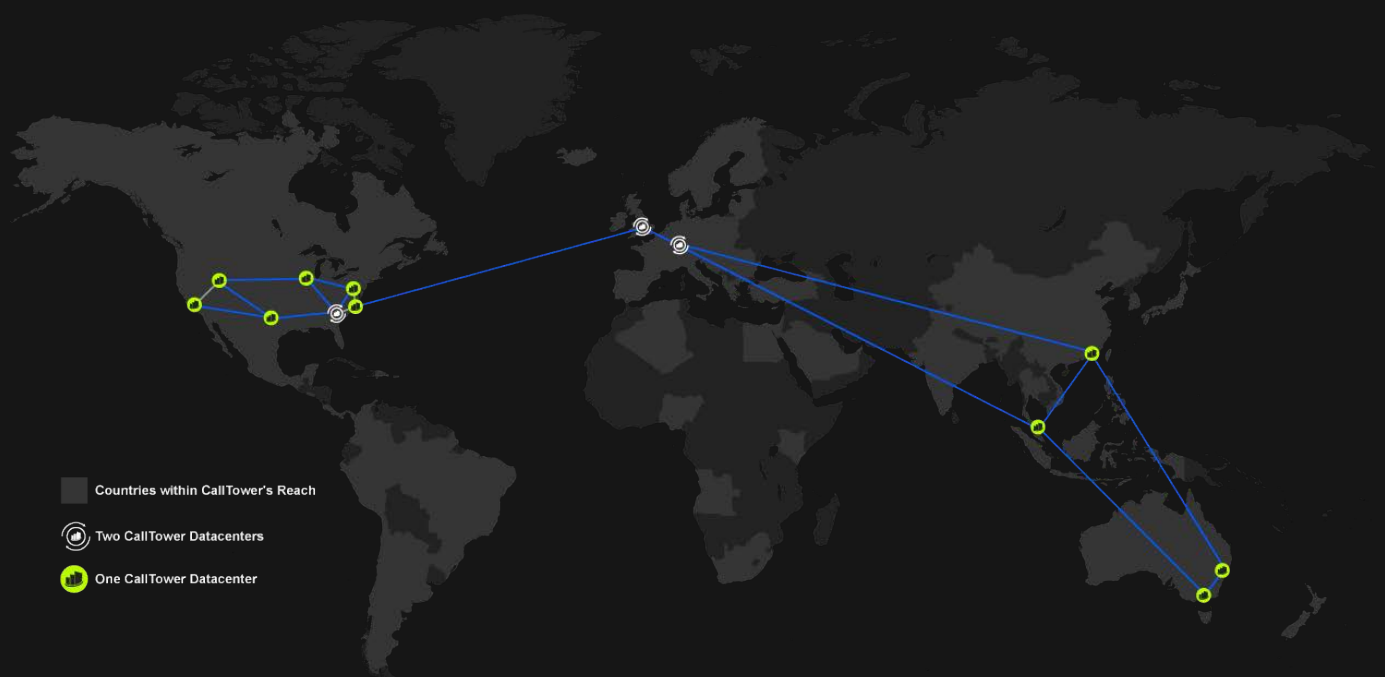 Countries within CallTower's Reach
Two CallTower Datacenters
One CallTower Datacenter